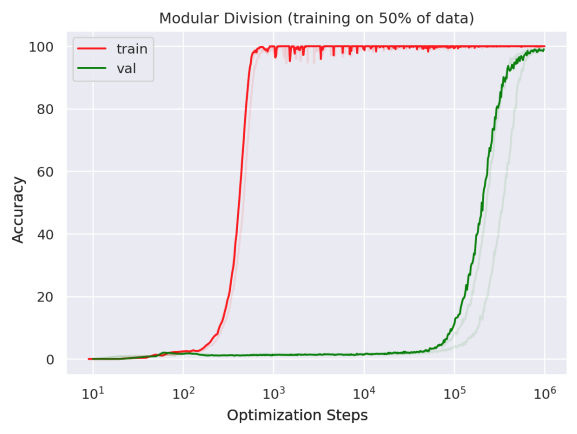 Modular Division (training on 50% of data)
train
val
100
80
60
40
20
0
Accuracy
10¹ 10² 10³ 10⁴ 10⁵ 10⁶
Optimization Steps